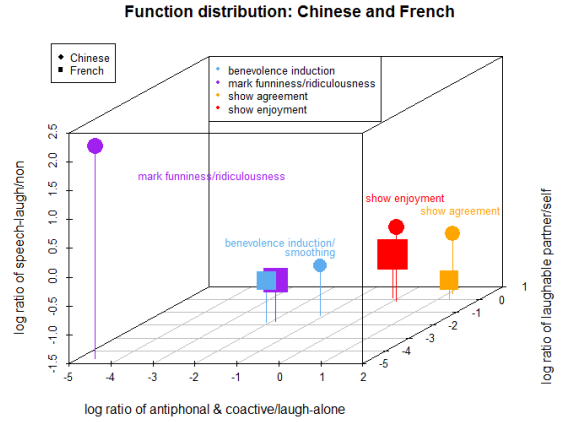 Function distribution: Chinese and French
Chinese
French
benevolence induction
mark funniness/ridiculousness
show agreement
show enjoyment
mark funniness/ridiculousness
show enjoyment
show agreement
benevolence induction/
smoothing
log ratio of speech-laugh/non
2.5
2.0
1.5
1.0
0.5
0.0
-0.5
-1.0
-1.5
-5
-4
-3
-2
-1
0
1
2
log ratio of antiphonal & coactive/laugh-alone
-5
-4
-3
-2
-1
0
1
log ratio of laughable partner/self